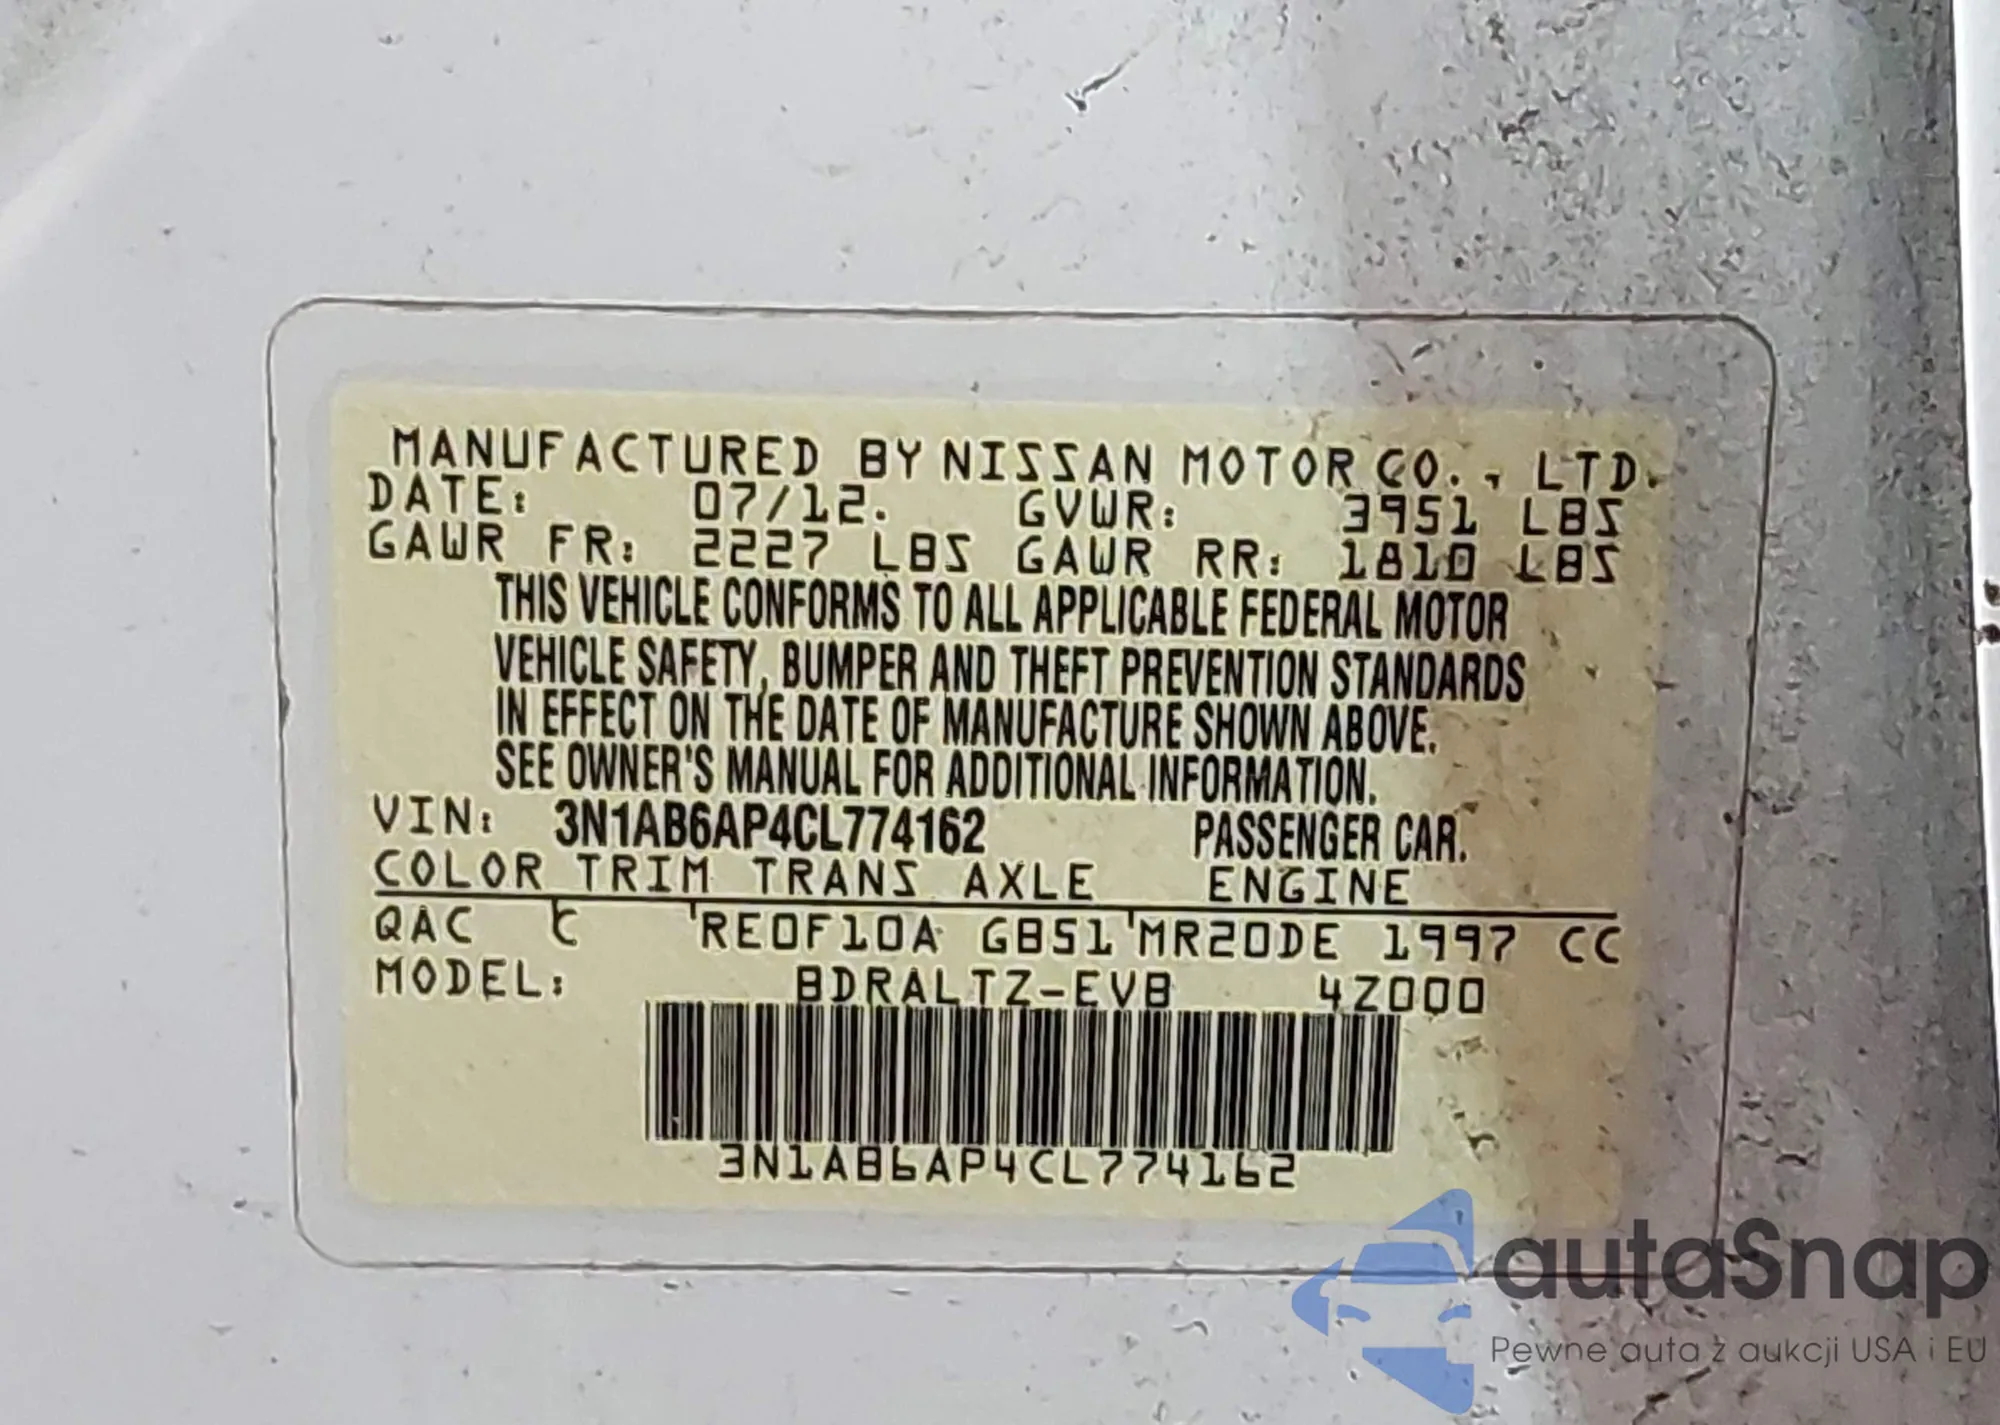 MANUFACTURED BY NISSAN MOTOR CO., LTD.
DATE: 07/12. GVWR: 3951 LBS
GAWR FR: 2227 LBS GAWR RR: 1810 LBS
THIS VEHICLE CONFORMS TO ALL APPLICABLE FEDERAL MOTOR
VEHICLE SAFETY, BUMPER AND THEFT PREVENTION STANDARDS
IN EFFECT ON THE DATE OF MANUFACTURE SHOWN ABOVE.
SEE OWNER'S MANUAL FOR ADDITIONAL INFORMATION.
VIN: 3N1AB6AP4CL774162 PASSENGER CAR.
COLOR TRIM TRANS AXLE ENGINE
QAC C RE0F10A GB51 MR20DE 1997 CC
MODEL: BDRALTZ-EVB 4Z000
3N1AB6AP4CL774162
autaSnap
Pewne auta z aukcji USA i EU